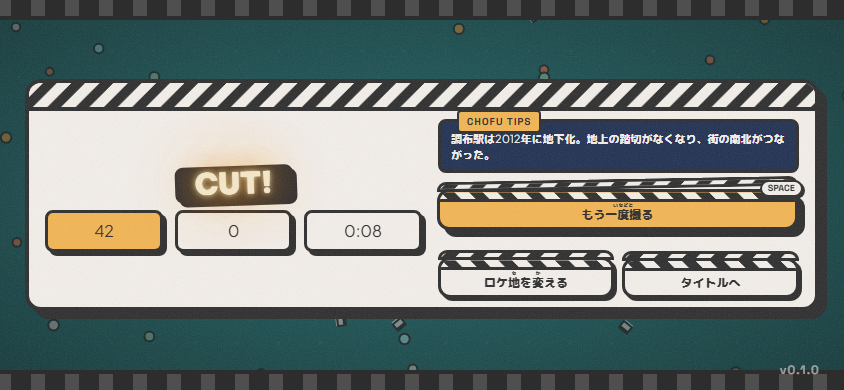 CUT!
42
0
0:08
CHOFU TIPS
調布駅は2012年に地下化。地上の踏切がなくなり、街の南北がつな
がった。
SPACE
もう一度撮る
ロケ地を変える
タイトルへ
v0.1.0